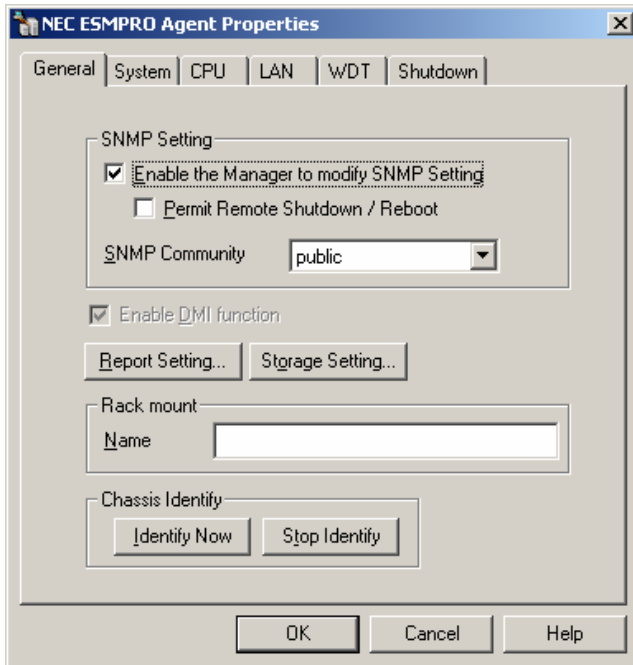 NEC ESMPRO Agent Properties
General System CPU LAN WDT Shutdown
SNMP Setting
Enable the Manager to modify SNMP Setting
Permit Remote Shutdown / Reboot
SNMP Community public
Enable DMI function
Report Setting... Storage Setting...
Rack mount
Name
Chassis Identify
Identify Now Stop Identify
OK Cancel Help